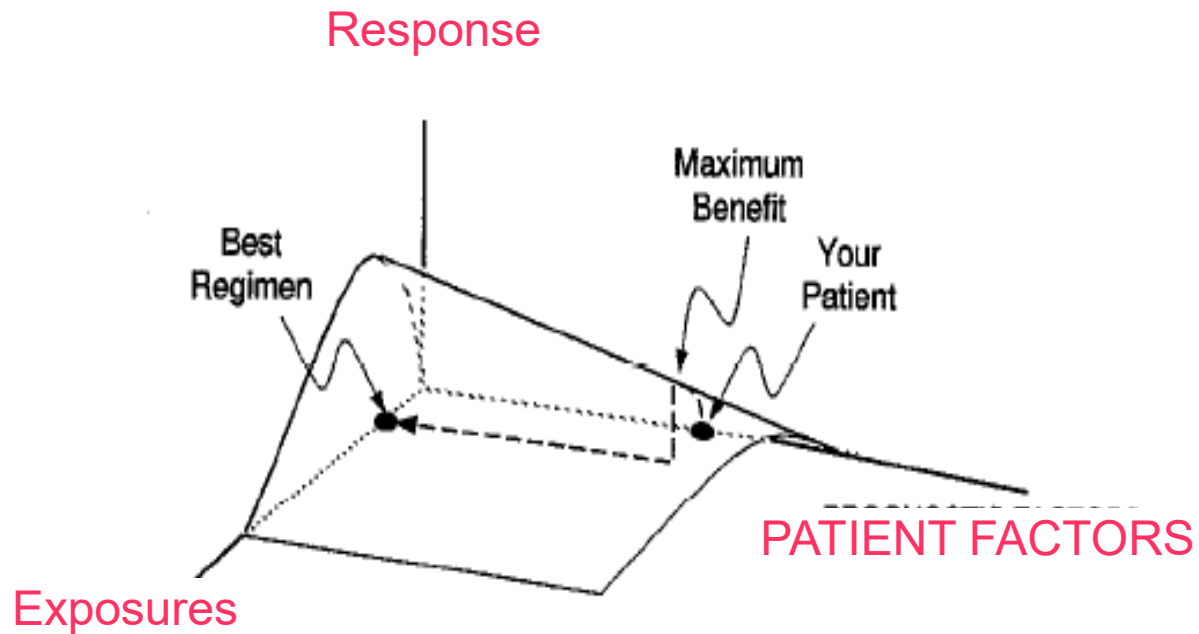 Response
Maximum
Benefit
Best
Regimen
Your
Patient
PATIENT FACTORS
Exposures